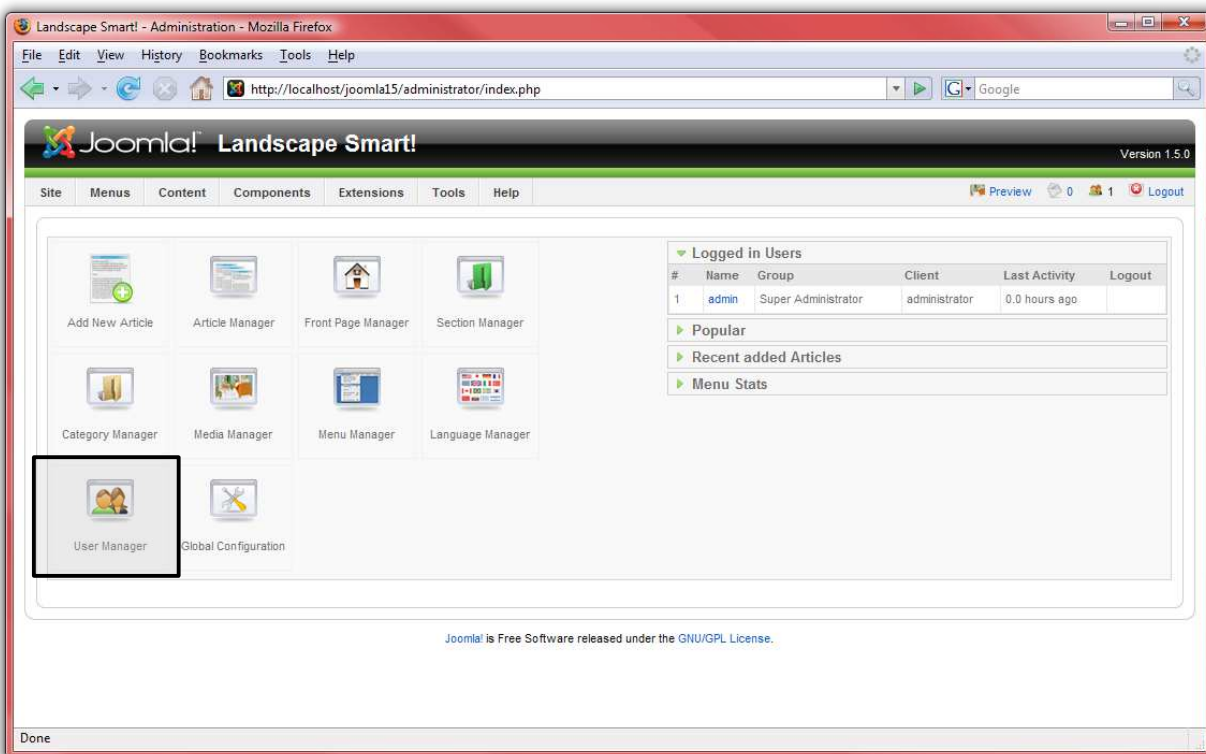 Landscape Smart! - Administration - Mozilla Firefox
File Edit View History Bookmarks Tools Help
http://localhost/joomla15/administrator/index.php
Google
Joomla!™ Landscape Smart!
Version 1.5.0
Site Menus Content Components Extensions Tools Help
Preview 0 1 Logout
Add New Article Article Manager Front Page Manager Section Manager
Category Manager Media Manager Menu Manager Language Manager
User Manager Global Configuration
Logged in Users
# Name Group Client Last Activity Logout
1 admin Super Administrator administrator 0.0 hours ago
Popular
Recent added Articles
Menu Stats
Joomla! is Free Software released under the GNU/GPL License.
Done